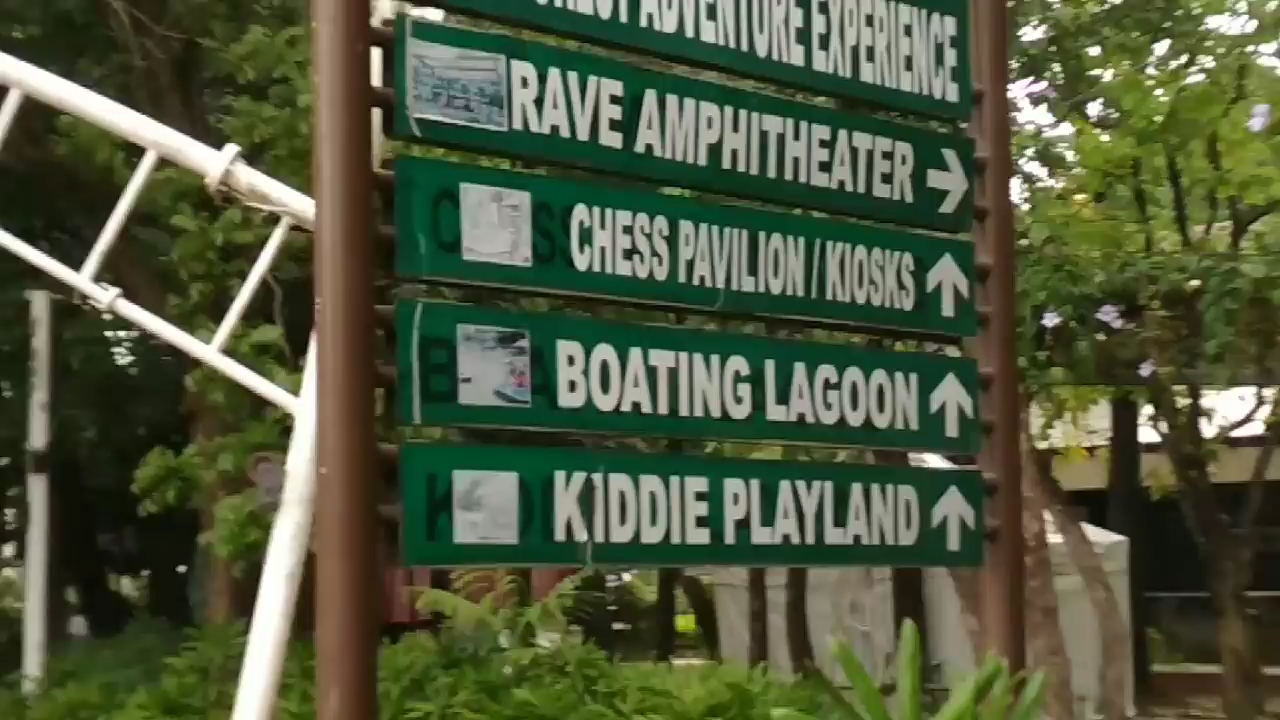 ADVENTURE EXPERIENCE
RAVE AMPHITHEATER
CHESS PAVILION / KIOSKS
BOATING LAGOON
KIDDIE PLAYLAND